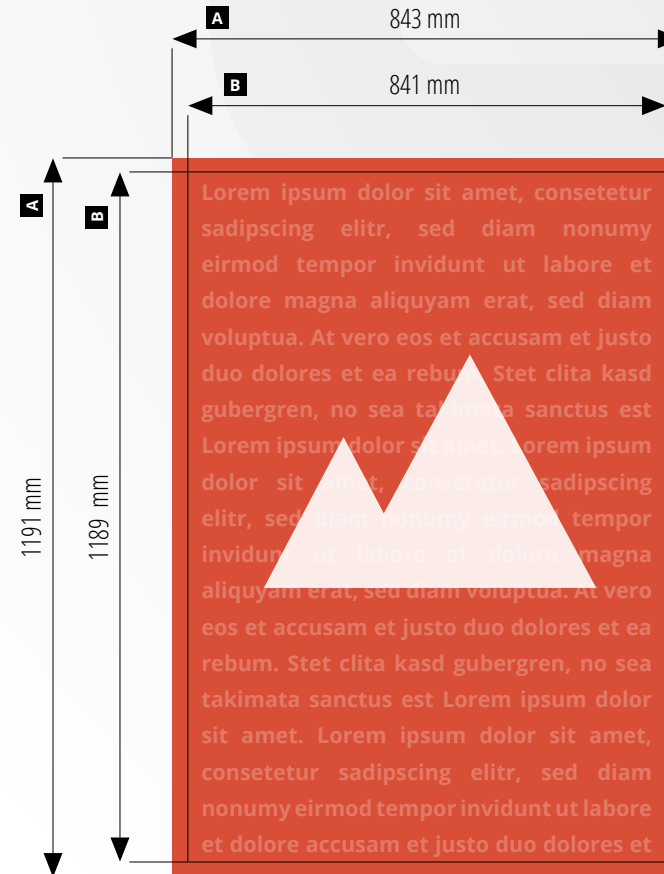 A 843 mm
B 841 mm
A
B
1191 mm
1189 mm
Lorem ipsum dolor sit amet, consetetur
sadipscing elitr, sed diam nonumy
eirmod tempor invidunt ut labore et
dolore magna aliquyam erat, sed diam
voluptua. At vero eos et accusam et justo
duo dolores et ea rebum. Stet clita kasd
gubergren, no sea takimata sanctus est
Lorem ipsum dolor sit amet. Lorem ipsum
dolor sit amet, consetetur sadipscing
elitr, sed diam nonumy eirmod tempor
invidunt ut labore et dolore magna
aliquyam erat, sed diam voluptua. At vero
eos et accusam et justo duo dolores et ea
rebum. Stet clita kasd gubergren, no sea
takimata sanctus est Lorem ipsum dolor
sit amet. Lorem ipsum dolor sit amet,
consetetur sadipscing elitr, sed diam
nonumy eirmod tempor invidunt ut labore
et dolore accusam et justo duo dolores et